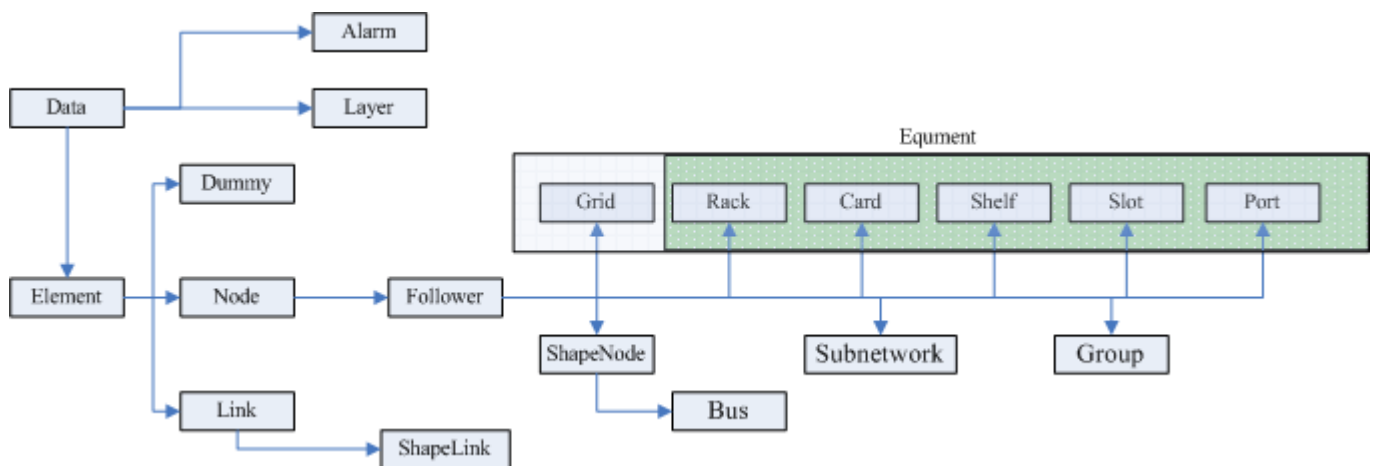 Alarm
Data
Layer
Equment
Dummy
Grid
Rack
Card
Shelf
Slot
Port
Element
Node
Follower
ShapeNode
Subnetwork
Group
Link
Bus
ShapeLink